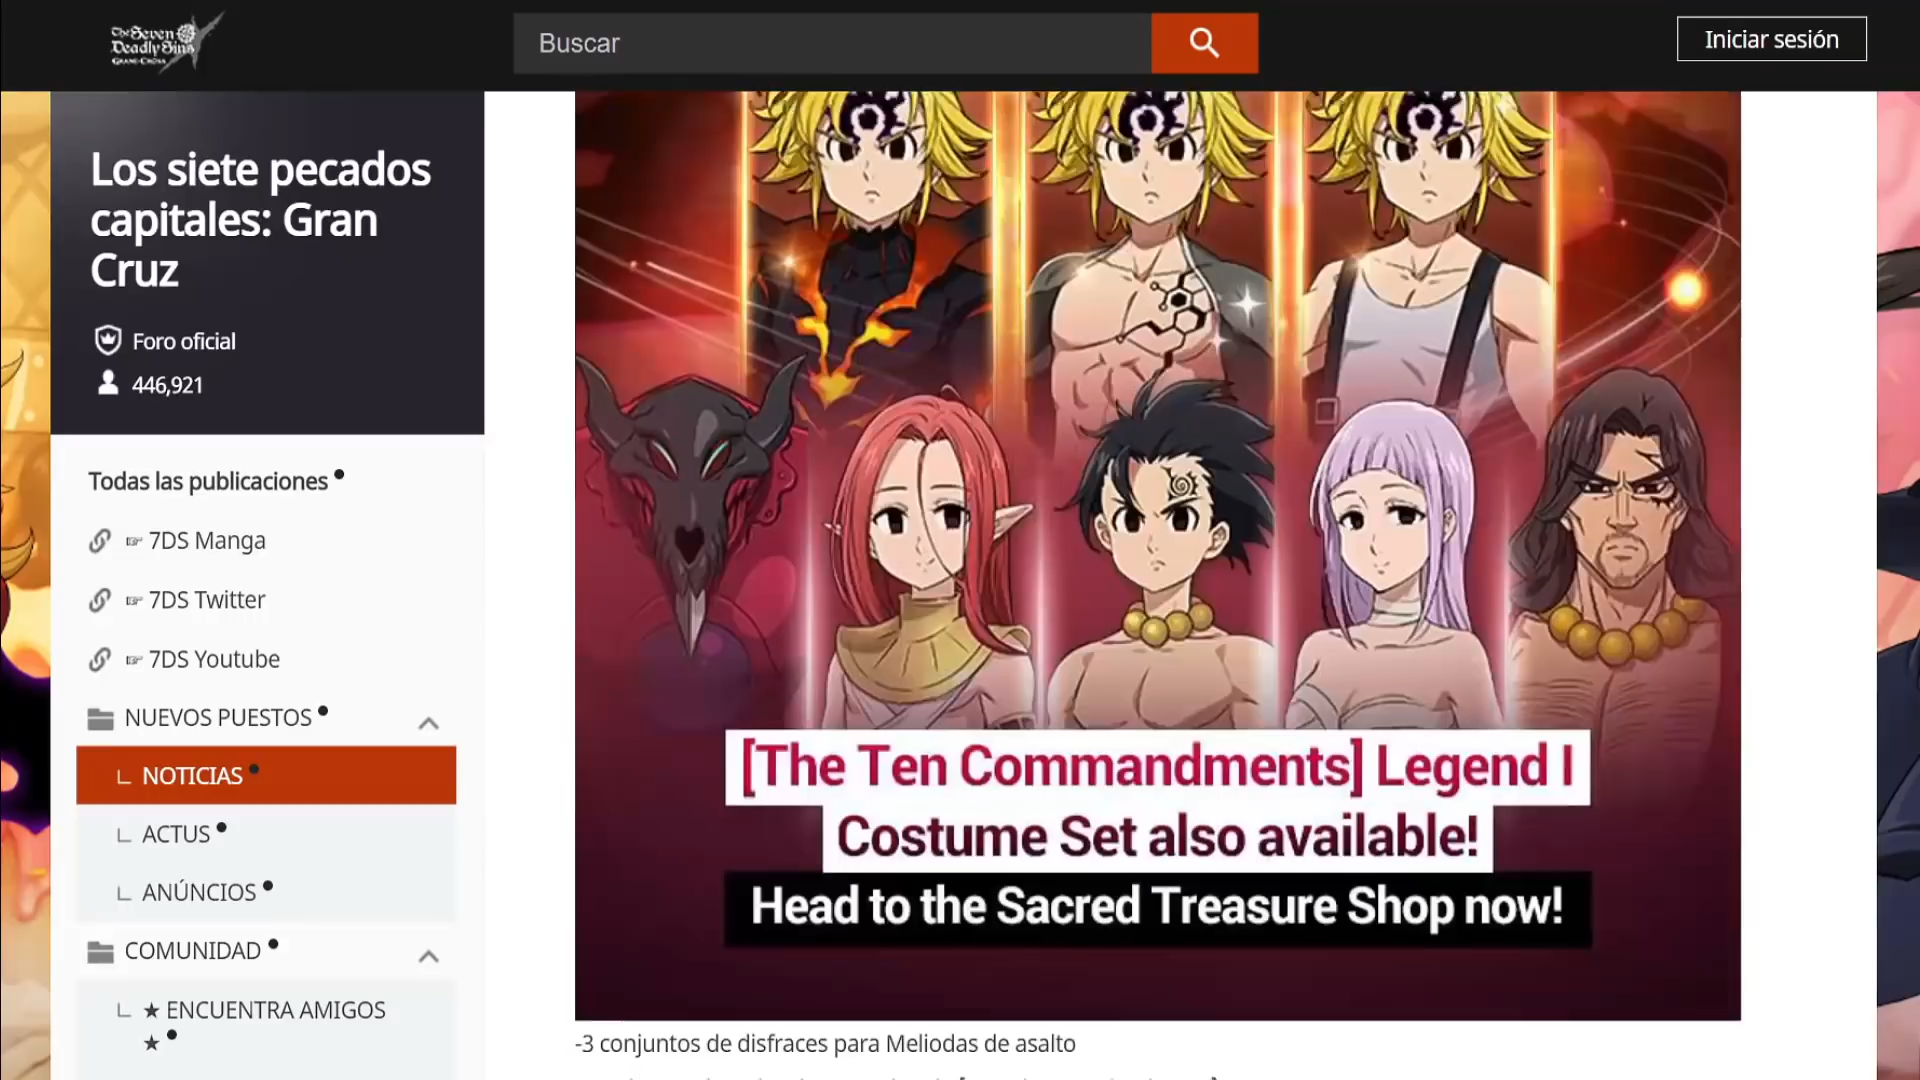 The Seven
Deadly Sins
GRAND CROSS
Buscar
Iniciar sesión
Los siete pecados
capitales: Gran
Cruz
Foro oficial
446,921
Todas las publicaciones
☞ 7DS Manga
☞ 7DS Twitter
☞ 7DS Youtube
NUEVOS PUESTOS
NOTICIAS
ACTUS
ANÚNCIOS
COMUNIDAD
★ ENCUENTRA AMIGOS
★
[The Ten Commandments] Legend I
Costume Set also available!
Head to the Sacred Treasure Shop now!
-3 conjuntos de disfraces para Meliodas de asalto